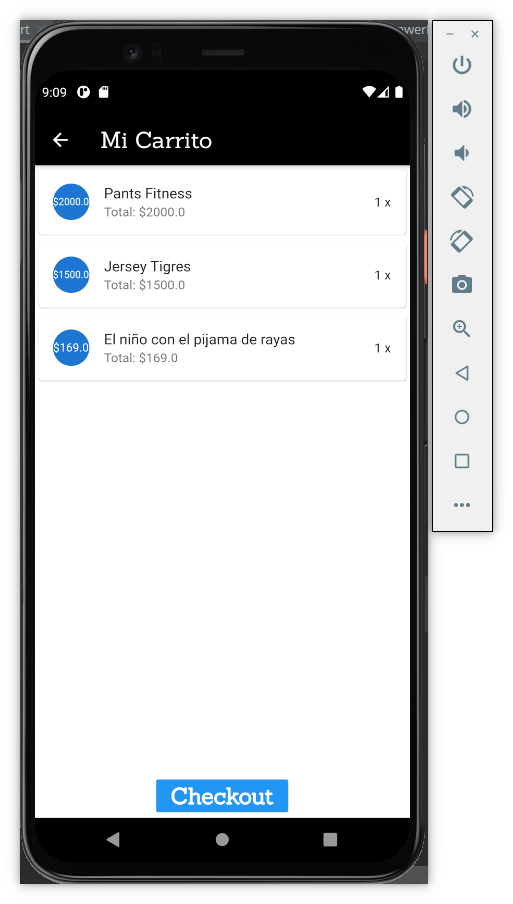 rt
9:09
Mi Carrito
$2000.0
Pants Fitness
Total: $2000.0
1 x
$1500.0
Jersey Tigres
Total: $1500.0
1 x
$169.0
El niño con el pijama de rayas
Total: $169.0
1 x
Checkout